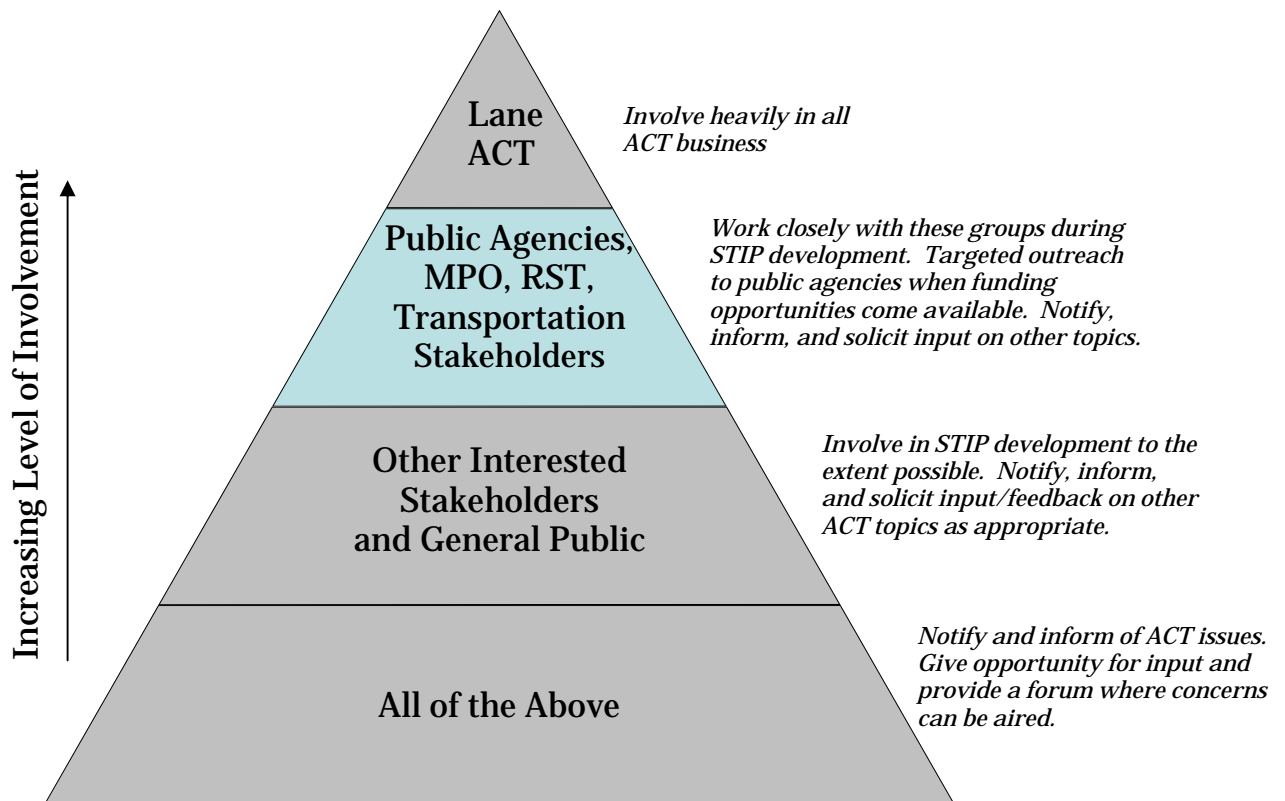 Lane
ACT
Involve heavily in all
ACT business
Increasing Level of Involvement
Public Agencies,
MPO, RST,
Transportation
Stakeholders
Work closely with these groups during
STIP development. Targeted outreach
to public agencies when funding
opportunities come available. Notify,
inform, and solicit input on other topics.
Other Interested
Stakeholders
and General Public
Involve in STIP development to the
extent possible. Notify, inform,
and solicit input/feedback on other
ACT topics as appropriate.
All of the Above
Notify and inform of ACT issues.
Give opportunity for input and
provide a forum where concerns
can be aired.